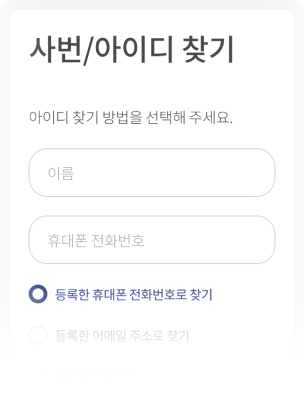 사번/아이디 찾기
아이디 찾기 방법을 선택해 주세요.
이름
휴대폰 전화번호
등록한 휴대폰 전화번호로 찾기
등록한 이메일 주소로 찾기